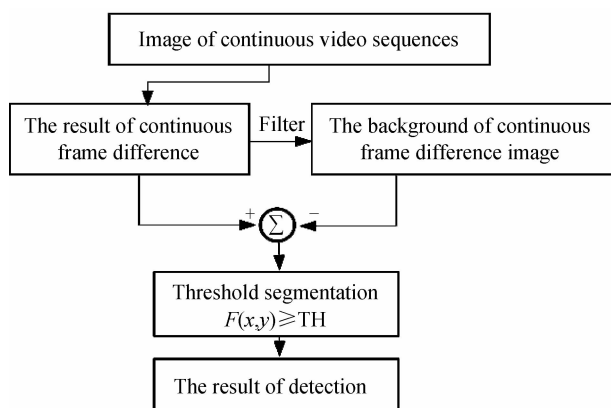 Image of continuous video sequences
The result of continuous
frame difference
Filter
The background of continuous
frame difference image
+
Σ
−
Threshold segmentation
F(x,y)⩾TH
The result of detection